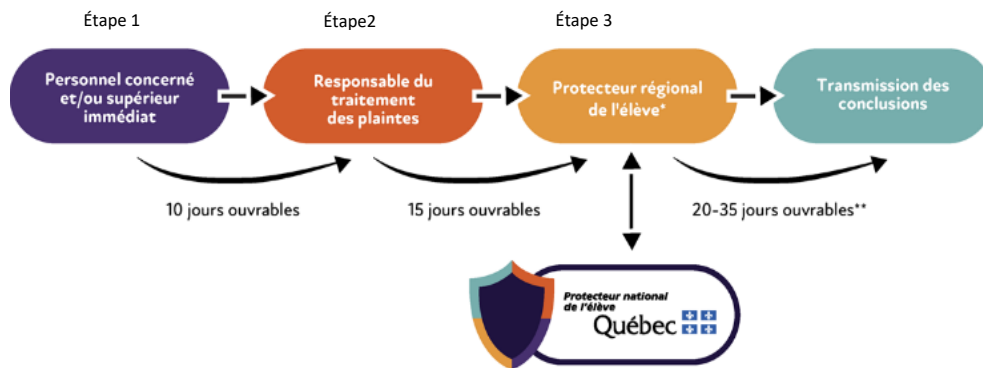 Étape 1
Étape2
Étape 3
Personnel concerné
et/ou supérieur
immédiat
Responsable du
traitement
des plaintes
Protecteur régional
de l'élève*
Transmission des
conclusions
10 jours ouvrables
15 jours ouvrables
20-35 jours ouvrables**
Protecteur national
de l'élève
Québec